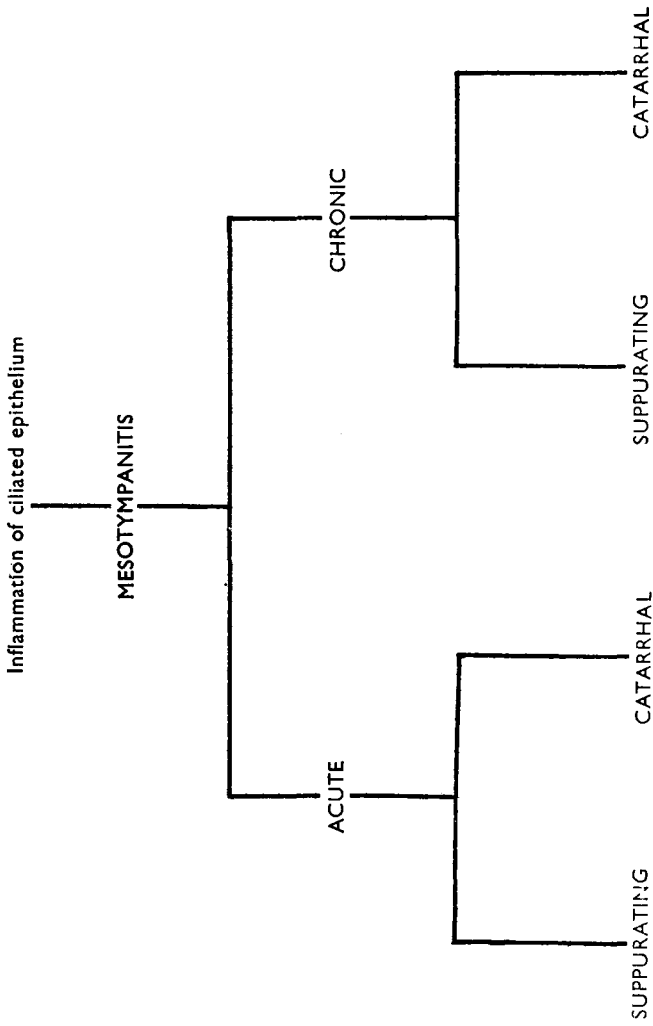 Inflammation of ciliated epithelium
MESOTYMPANITIS
ACUTE
CHRONIC
SUPPURATING
CATARRHAL
SUPPURATING
CATARRHAL